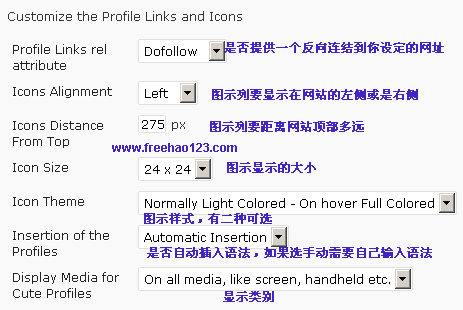 Customize the Profile Links and Icons
Profile Links rel attribute
Dofollow
是否提供一个反向连结到你设定的网址
Icons Alignment
Left
图示列要显示在网站的左侧或是右侧
Icons Distance From Top
275 px
图示列要距离网站顶部多远
www.freehao123.com
Icon Size
24 x 24
图示显示的大小
Icon Theme
Normally Light Colored - On hover Full Colored
图示样式，有二种可选
Insertion of the Profiles
Automatic Insertion
是否自动插入语法，如果选手动需要自己输入语法
Display Media for Cute Profiles
On all media, like screen, handheld etc.
显示类别